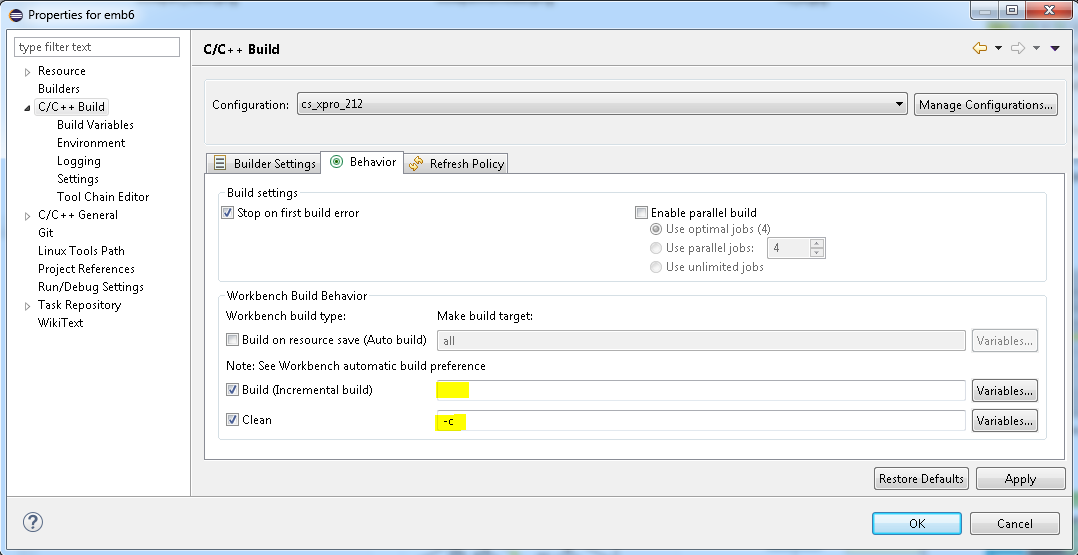 Properties for emb6
type filter text
Resource
Builders
C/C++ Build
Build Variables
Environment
Logging
Settings
Tool Chain Editor
C/C++ General
Git
Linux Tools Path
Project References
Run/Debug Settings
Task Repository
WikiText
C/C++ Build
Configuration: cs_xpro_212 Manage Configurations...
Builder Settings Behavior Refresh Policy
Build settings
Stop on first build error Enable parallel build
Use optimal jobs (4)
Use parallel jobs: 4
Use unlimited jobs
Workbench Build Behavior
Workbench build type: Make build target:
Build on resource save (Auto build) all Variables...
Note: See Workbench automatic build preference
Build (Incremental build) Variables...
Clean -c Variables...
Restore Defaults Apply
? OK Cancel